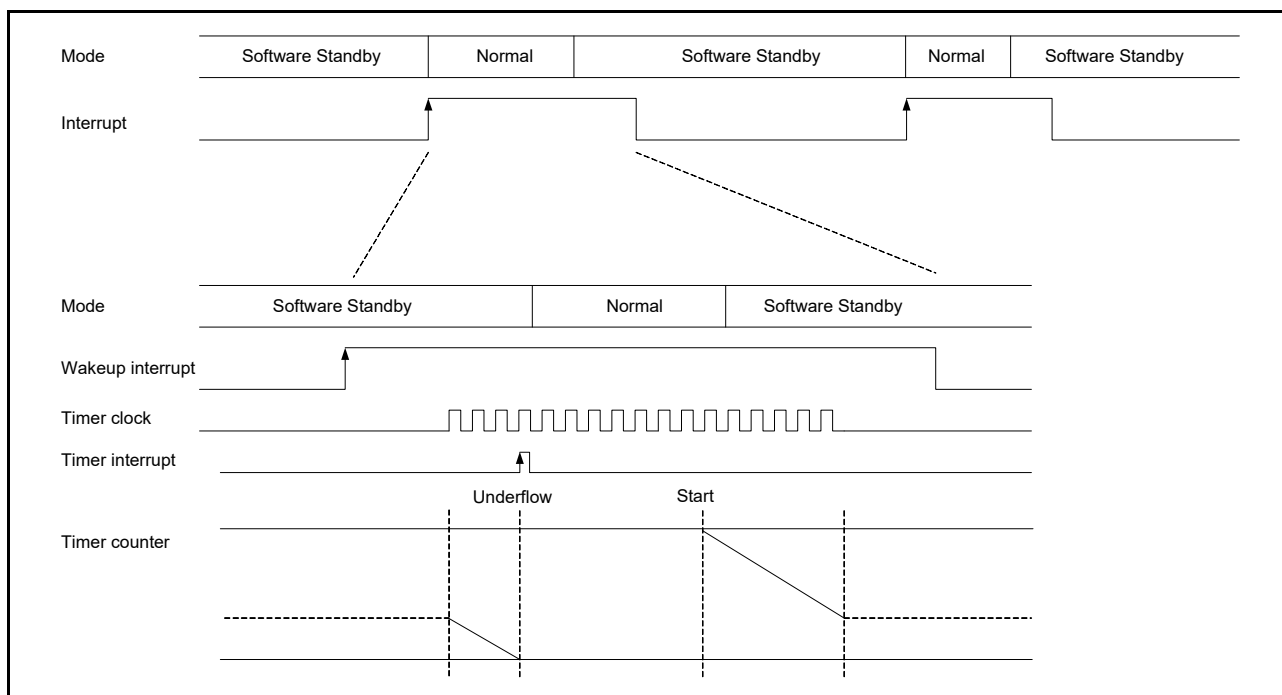 Mode Software Standby Normal Software Standby Normal Software Standby
Interrupt
Mode Software Standby Normal Software Standby
Wakeup interrupt
Timer clock
Timer interrupt
Underflow Start
Timer counter